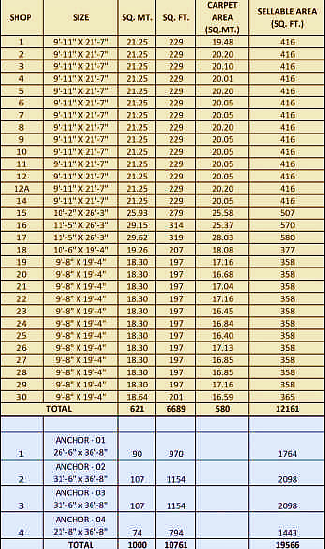 SHOP SIZE SQ. MT. SQ. FT. CARPET AREA (SQ.MT.) SELLABLE AREA (SQ. FT.)
1 9'-11" X 21'-7" 21.25 229 19.48 416
2 9'-11" X 21'-7" 21.25 229 20.20 416
3 9'-11" X 21'-7" 21.25 229 20.10 416
4 9'-11" X 21'-7" 21.25 229 20.01 416
5 9'-11" X 21'-7" 21.25 229 20.20 416
6 9'-11" X 21'-7" 21.25 229 20.05 416
7 9'-11" X 21'-7" 21.25 229 20.05 416
8 9'-11" X 21'-7" 21.25 229 20.20 416
9 9'-11" X 21'-7" 21.25 229 20.05 416
10 9'-11" X 21'-7" 21.25 229 20.05 416
11 9'-11" X 21'-7" 21.25 229 20.05 416
12 9'-11" X 21'-7" 21.25 229 20.05 416
12A 9'-11" X 21'-7" 21.25 229 20.20 416
14 9'-11" X 21'-7" 21.25 229 20.05 416
15 10'-2" X 26'-3" 25.93 279 25.58 507
16 11'-5" X 26'-3" 29.15 314 25.37 570
17 11'-5" X 26'-3" 29.62 319 28.03 580
18 10'-6" X 19'-4" 19.26 207 18.08 377
19 9'-8" X 19'-4" 18.30 197 17.16 358
20 9'-8" X 19'-4" 18.30 197 16.68 358
21 9'-8" X 19'-4" 18.30 197 17.04 358
22 9'-8" X 19'-4" 18.30 197 17.16 358
23 9'-8" X 19'-4" 18.30 197 16.45 358
24 9'-8" X 19'-4" 18.30 197 16.84 358
25 9'-8" X 19'-4" 18.30 197 16.40 358
26 9'-8" X 19'-4" 18.30 197 17.13 358
27 9'-8" X 19'-4" 18.30 197 16.85 358
28 9'-8" X 19'-4" 18.30 197 16.85 358
29 9'-8" X 19'-4" 18.30 197 17.16 358
30 9'-8" X 19'-4" 18.64 201 16.59 365
TOTAL 621 6689 580 12161
ANCHOR - 01
1 26'-6" x 36'-8" 90 970 1764
ANCHOR - 02
2 31'-6" x 36'-8" 107 1154 2098
ANCHOR - 03
3 31'-6" x 36'-8" 107 1154 2098
ANCHOR - 04
4 21'-8" x 36'-8" 74 794 1443
TOTAL 1000 10761 19566